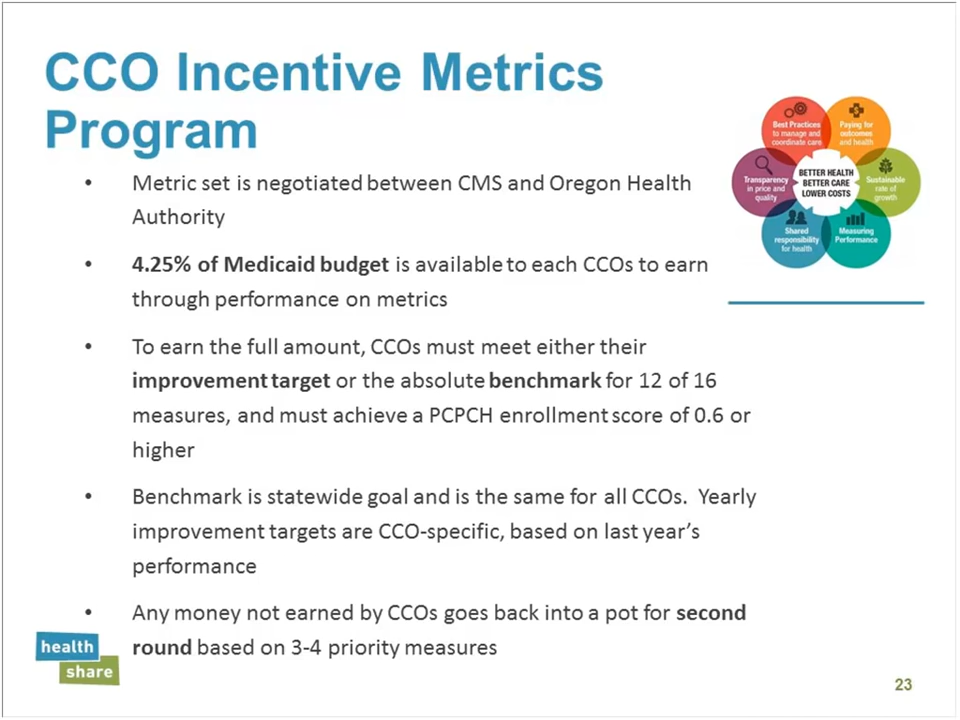 CCO Incentive Metrics
Program
• Metric set is negotiated between CMS and Oregon Health
Authority
• 4.25% of Medicaid budget is available to each CCOs to earn
through performance on metrics
• To earn the full amount, CCOs must meet either their
improvement target or the absolute benchmark for 12 of 16
measures, and must achieve a PCPCH enrollment score of 0.6 or
higher
• Benchmark is statewide goal and is the same for all CCOs. Yearly
improvement targets are CCO-specific, based on last year's
performance
• Any money not earned by CCOs goes back into a pot for second
round based on 3-4 priority measures
Best Practices
to manage and
coordinate care
Paying for
outcomes
and health
Transparency
in price and
quality
BETTER HEALTH
BETTER CARE
LOWER COSTS
Sustainable
rate of
growth
Shared
responsibility
for health
Measuring
Performance
health
share
23